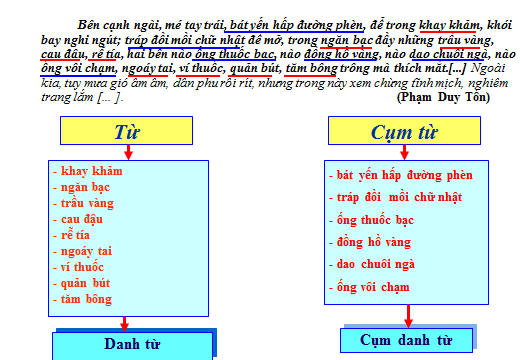 Bên cạnh ngài, mé tay trái, bát yến hấp đường phèn, để trong khay khảm, khói
bay nghi ngút; tráp đồi mồi chữ nhật để mở, trong ngăn bạc đầy những trầu vàng,
cau đậu, rễ tía, hai bên nào ống thuốc bạc, nào đồng hồ vàng, nào dao chuôi ngà, nào
ống vôi chạm, ngoáy tai, ví thuốc, quản bút, tăm bông trông mà thích mắt.[...] Ngoài
kia, tuy mưa gió ầm ầm, dân phu rối rít, nhưng trong này xem chừng tĩnh mịch, nghiêm
trang lắm [... ].
(Phạm Duy Tốn)
Từ
- khay khảm
- ngăn bạc
- trầu vàng
- cau đậu
- rễ tía
- ngoáy tai
- ví thuốc
- quản bút
- tăm bông
Danh từ
Cụm từ
- bát yến hấp đường phèn
- tráp đồi mồi chữ nhật
- ống thuốc bạc
- đồng hồ vàng
- dao chuôi ngà
- ống vôi chạm
Cụm danh từ